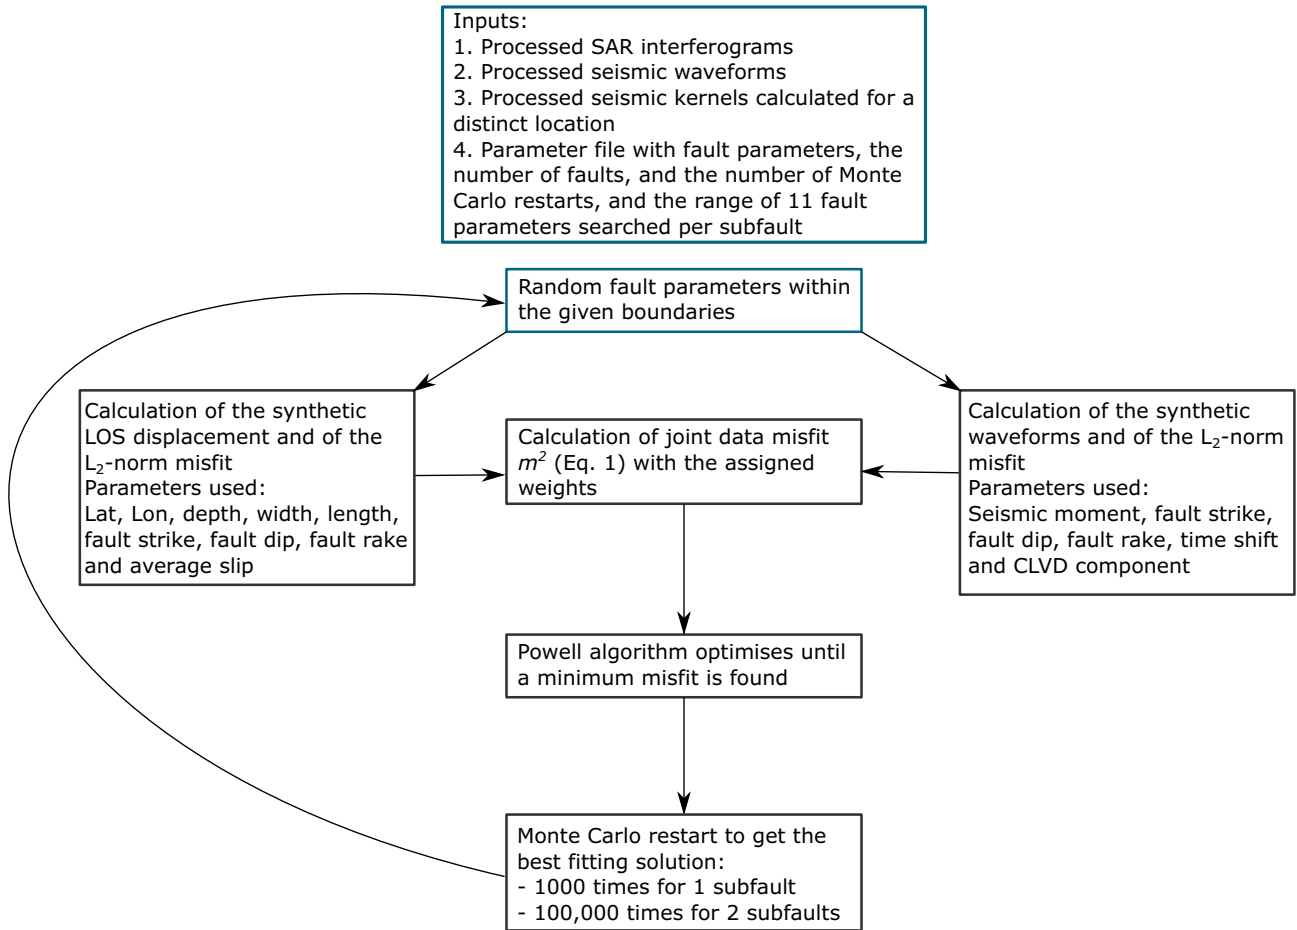 Inputs:
1. Processed SAR interferograms
2. Processed seismic waveforms
3. Processed seismic kernels calculated for a
distinct location
4. Parameter file with fault parameters, the
number of faults, and the number of Monte
Carlo restarts, and the range of 11 fault
parameters searched per subfault
Random fault parameters within
the given boundaries
Calculation of the synthetic
LOS displacement and of the
L₂-norm misfit
Parameters used:
Lat, Lon, depth, width, length,
fault strike, fault dip, fault rake
and average slip
Calculation of joint data misfit
m² (Eq. 1) with the assigned
weights
Calculation of the synthetic
waveforms and of the L₂-norm
misfit
Parameters used:
Seismic moment, fault strike,
fault dip, fault rake, time shift
and CLVD component
Powell algorithm optimises until
a minimum misfit is found
Monte Carlo restart to get the
best fitting solution:
- 1000 times for 1 subfault
- 100,000 times for 2 subfaults